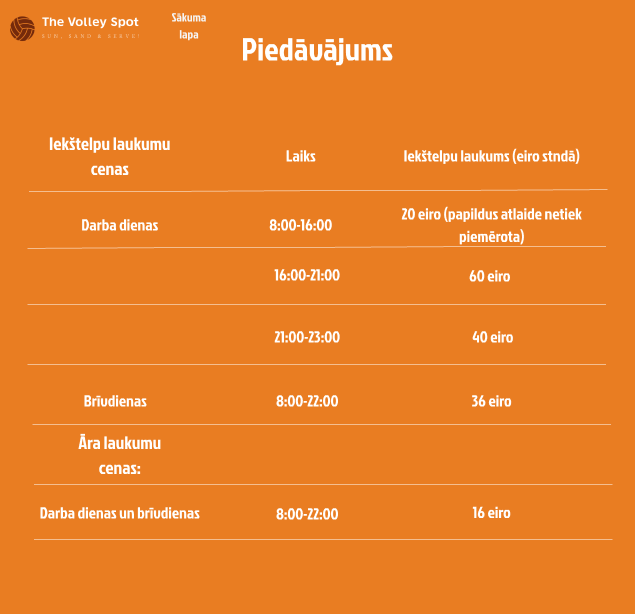 The Volley Spot
SUN, SAND & SERVE!
Sākuma
lapa
Piedāvājums
Iekštelpu laukumu
cenas
Laiks
Iekštelpu laukums (eiro stndā)
Darba dienas
8:00-16:00
20 eiro (papildus atlaide netiek
piemērota)
16:00-21:00
60 eiro
21:00-23:00
40 eiro
Brīvdienas
8:00-22:00
36 eiro
Āra laukumu
cenas:
Darba dienas un brīvdienas
8:00-22:00
16 eiro